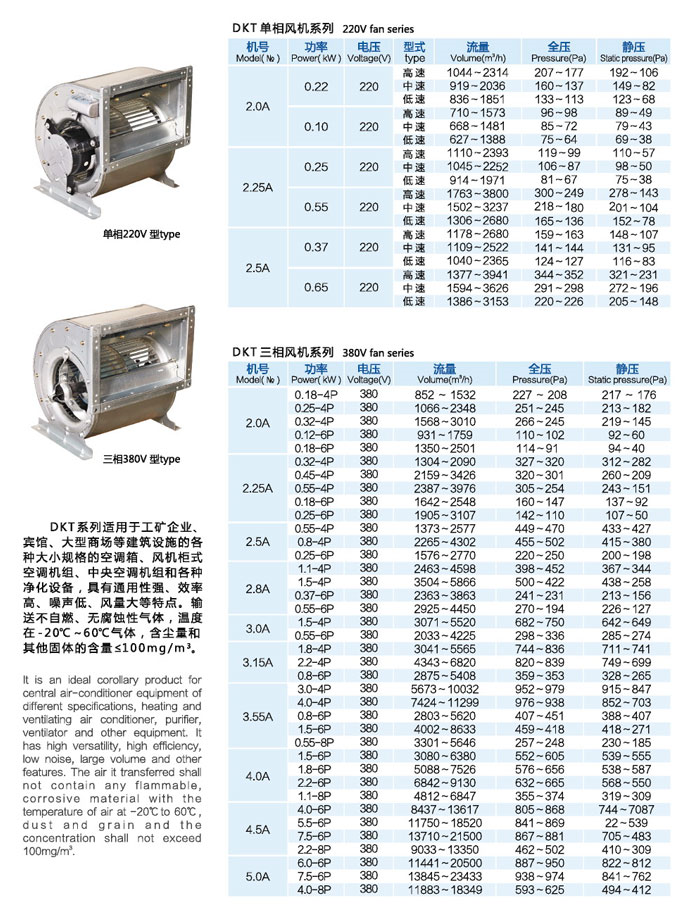 DKT 单相风机系列 220V fan series
机号 功率 电压 型式 流量 全压 静压
Model( № ) Power( kW ) Voltage(V) type Volume(m³/h) Pressure(Pa) Static pressure(Pa)
高速 1044~2314 207~177 192~106
0.22 220 中速 919~2036 160~137 149~82
低速 836~1851 133~113 123~68
2.0A
高速 710~1573 96~98 89~49
0.10 220 中速 668~1481 85~72 79~43
低速 627~1388 75~64 69~38
高速 1110~2393 119~99 110~57
0.25 220 中速 1045~2252 106~87 98~50
低速 914~1971 81~67 75~38
2.25A
高速 1763~3800 300~249 278~143
0.55 220 中速 1502~3237 218~180 201~104
低速 1306~2680 165~136 152~78
高速 1178~2680 159~163 148~107
0.37 220 中速 1109~2522 141~144 131~95
低速 1040~2365 124~127 116~83
2.5A
高速 1377~3941 344~352 321~231
0.65 220 中速 1594~3626 291~298 272~196
低速 1386~3153 220~226 205~148
单相220V 型type
DKT 三相风机系列 380V fan series
机号 功率 电压 流量 全压 静压
Model( № ) Power( kW ) Voltage(V) Volume(m³/h) Pressure(Pa) Static pressure(Pa)
0.18-4P 380 852 ~ 1532 227 ~ 208 217 ~ 176
0.25-4P 380 1066~2348 251~245 213~182
2.0A 0.32-4P 380 1568~3010 266~245 219~145
0.12-6P 380 931~1759 110~102 92~60
0.18-6P 380 1350~2501 114~91 94~40
0.32-4P 380 1304~2090 327~320 312~282
0.45-4P 380 2159~3426 320~301 260~209
2.25A 0.55-4P 380 2387~3976 305~254 243~151
0.18-6P 380 1642~2548 160~147 137~92
0.25-6P 380 1905~3107 142~110 107~50
0.55-4P 380 1373~2577 449~470 433~427
2.5A 0.8-4P 380 2265~4302 455~502 415~380
0.25-6P 380 1576~2770 220~250 200~198
1.1-4P 380 2463~4598 398~452 367~344
2.8A 1.5-4P 380 3504~5866 500~422 438~258
0.37-6P 380 2363~3863 241~231 213~156
0.55-6P 380 2925~4450 270~194 226~127
3.0A 1.5-4P 380 3071~5520 682~750 642~649
0.55-6P 380 2033~4225 298~336 285~274
1.8-4P 380 3041~5565 744~836 711~741
3.15A 2.2-4P 380 4343~6820 820~839 749~699
0.8-6P 380 2875~5408 359~353 328~265
3.0-4P 380 5673~10032 952~979 915~847
4.0-4P 380 7424~11299 976~938 852~703
3.55A 0.8-6P 380 2803~5620 407~451 388~407
1.5-6P 380 4002~8633 459~418 418~271
0.55-8P 380 3301~5646 257~248 230~185
1.5-6P 380 3080~6380 552~605 539~555
4.0A 1.8-6P 380 5088~7526 576~656 538~587
2.2-6P 380 6842~9130 632~665 568~550
1.1-8P 380 4812~6847 355~374 319~309
4.0-6P 380 8437~13617 805~868 744~7087
4.5A 5.5-6P 380 11750~18520 841~869 22~539
7.5-6P 380 13710~21500 867~881 705~483
2.2-8P 380 9033~13350 462~502 410~309
6.0-6P 380 11441~20500 887~950 822~812
5.0A 7.5-6P 380 13845~23433 938~974 841~762
4.0-8P 380 11883~18349 593~625 494~412
三相380V 型type
DKT系列适用于工矿企业、
宾馆、大型商场等建筑设施的各
种大小规格的空调箱、风机柜式
空调机组、中央空调机组和各种
净化设备，具有通用性强、效率
高、噪声低、风量大等特点。输
送不自燃、无腐蚀性气体，温度
在-20℃~60℃气体，含尘量和
其他固体的含量≤100mg/m³。
It is an ideal corollary product for
central air-conditioner equipment of
different specifications, heating and
ventilating air conditioner, purifier,
ventilator and other equipment. It
has high versatility, high efficiency,
low noise, large volume and other
features. The air it transferred shall
not contain any flammable,
corrosive material with the
temperature of air at -20℃ to 60℃,
dust and grain and the
concentration shall not exceed
100mg/m³.